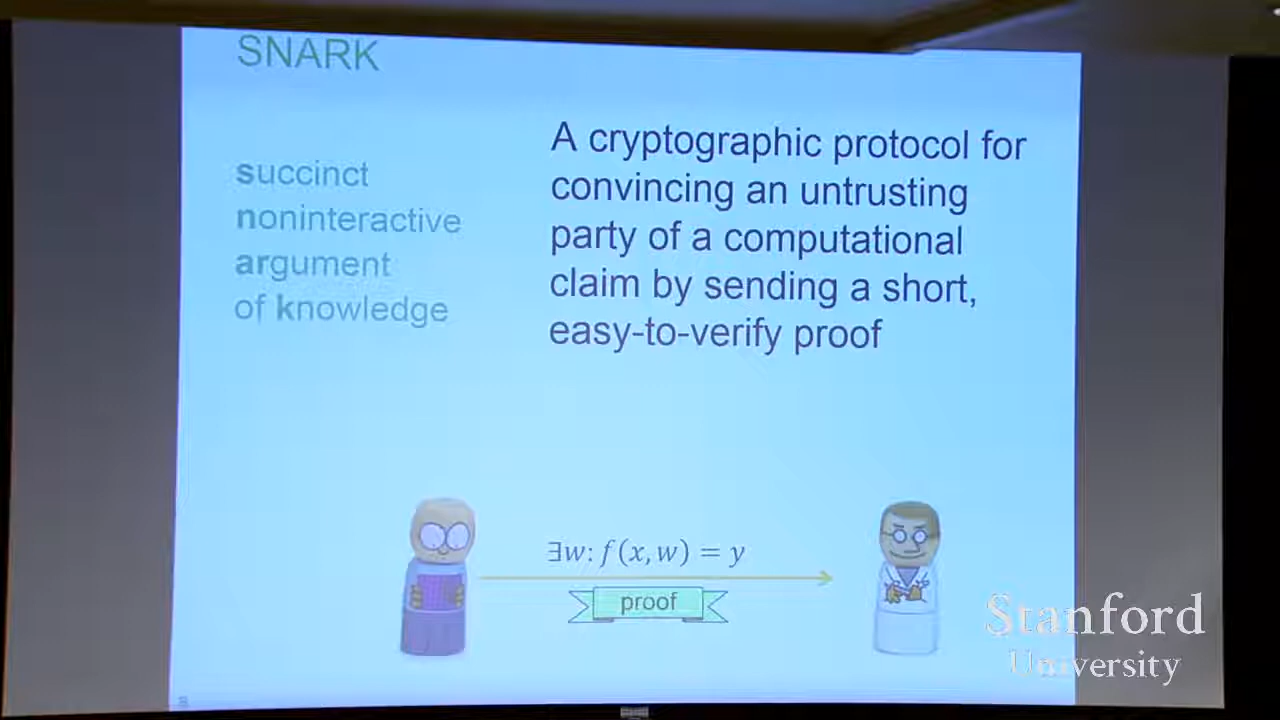 SNARK
succinct
noninteractive
argument
of knowledge
A cryptographic protocol for
convincing an untrusting
party of a computational
claim by sending a short,
easy-to-verify proof
∃w: f(x, w) = y
proof
Stanford
University